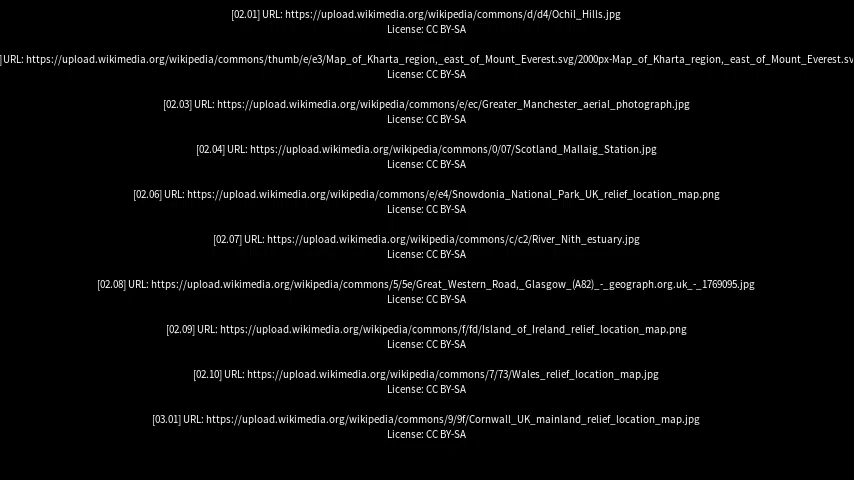 [02.01] URL: https://upload.wikimedia.org/wikipedia/commons/d/d4/Ochil_Hills.jpg
License: CC BY-SA
] URL: https://upload.wikimedia.org/wikipedia/commons/thumb/e/e3/Map_of_Kharta_region,_east_of_Mount_Everest.svg/2000px-Map_of_Kharta_region,_east_of_Mount_Everest.sv
License: CC BY-SA
[02.03] URL: https://upload.wikimedia.org/wikipedia/commons/e/ec/Greater_Manchester_aerial_photograph.jpg
License: CC BY-SA
[02.04] URL: https://upload.wikimedia.org/wikipedia/commons/0/07/Scotland_Mallaig_Station.jpg
License: CC BY-SA
[02.06] URL: https://upload.wikimedia.org/wikipedia/commons/e/e4/Snowdonia_National_Park_UK_relief_location_map.png
License: CC BY-SA
[02.07] URL: https://upload.wikimedia.org/wikipedia/commons/c/c2/River_Nith_estuary.jpg
License: CC BY-SA
[02.08] URL: https://upload.wikimedia.org/wikipedia/commons/5/5e/Great_Western_Road,_Glasgow_(A82)_-_geograph.org.uk_-_1769095.jpg
License: CC BY-SA
[02.09] URL: https://upload.wikimedia.org/wikipedia/commons/f/fd/Island_of_Ireland_relief_location_map.png
License: CC BY-SA
[02.10] URL: https://upload.wikimedia.org/wikipedia/commons/7/73/Wales_relief_location_map.jpg
License: CC BY-SA
[03.01] URL: https://upload.wikimedia.org/wikipedia/commons/9/9f/Cornwall_UK_mainland_relief_location_map.jpg
License: CC BY-SA